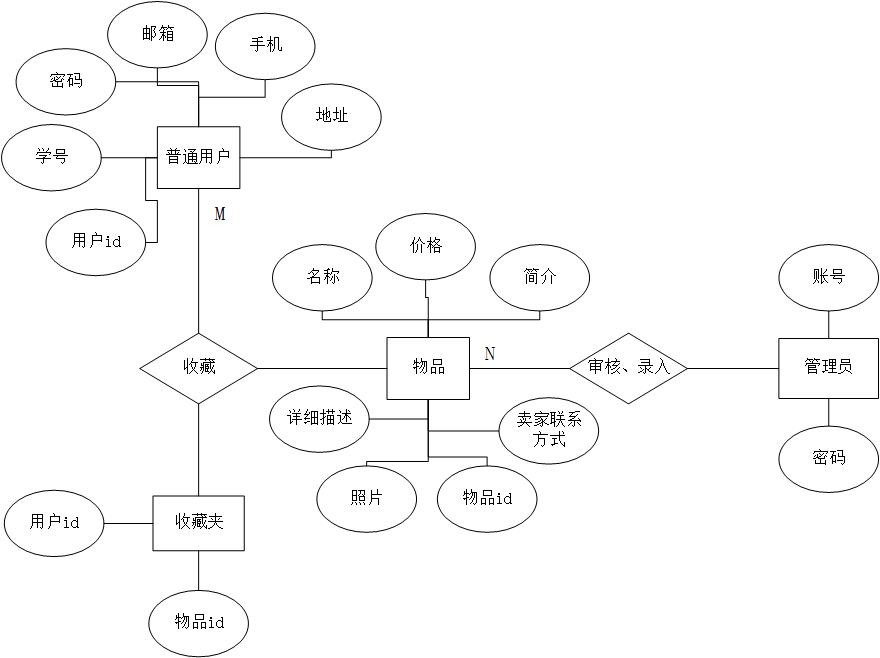 邮箱
手机
密码
地址
学号
普通用户
M
用户id
价格
名称
简介
账号
收藏
物品
N
审核、录入
管理员
详细描述
卖家联系
方式
密码
照片
物品id
用户id
收藏夹
物品id